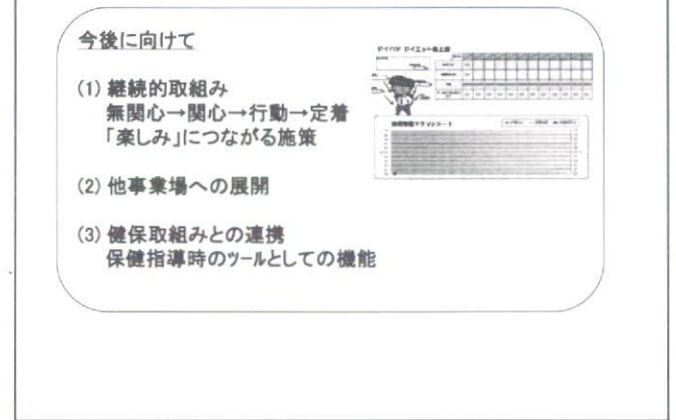 今後に向けて
(1) 継続的取組み
無関心→関心→行動→定着
「楽しみ」につながる施策
(2) 他事業場への展開
(3) 健保取組みとの連携
保健指導時のツールとしての機能